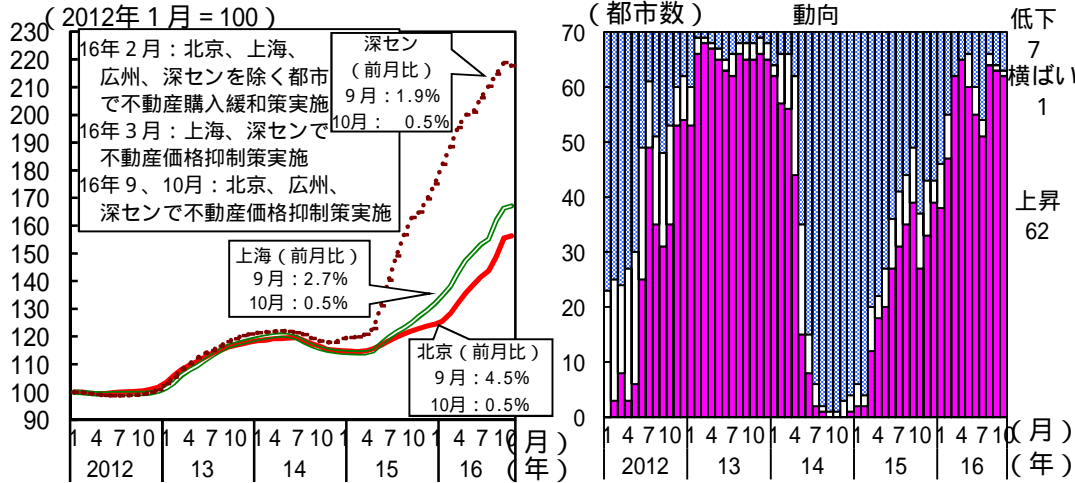 （2012年１月＝100）
230
220
210
200
190
180
170
160
150
140
130
120
110
100
90
16年２月：北京、上海、
広州、深センを除く都市
で不動産購入緩和策実施
16年３月：上海、深センで
不動産価格抑制策実施
16年９、10月：北京、広州、
深センで不動産価格抑制策実施
深セン
（前月比）
９月：1.9%
10月： 0.5%
上海（前月比）
９月：2.7%
10月：0.5%
北京（前月比）
９月：4.5%
10月：0.5%
1 4 7 10 1 4 7 10 1 4 7 10 1 4 7 10 1 4 7 10（月）
2012 13 14 15 16（年）
（都市数） 動向
70
60
50
40
30
20
10
0
低下
7
横ばい
1
上昇
62
1 4 7 10 1 4 7 10 1 4 7 10 1 4 7 10 1 4 7 10（月）
2012 13 14 15 16（年）